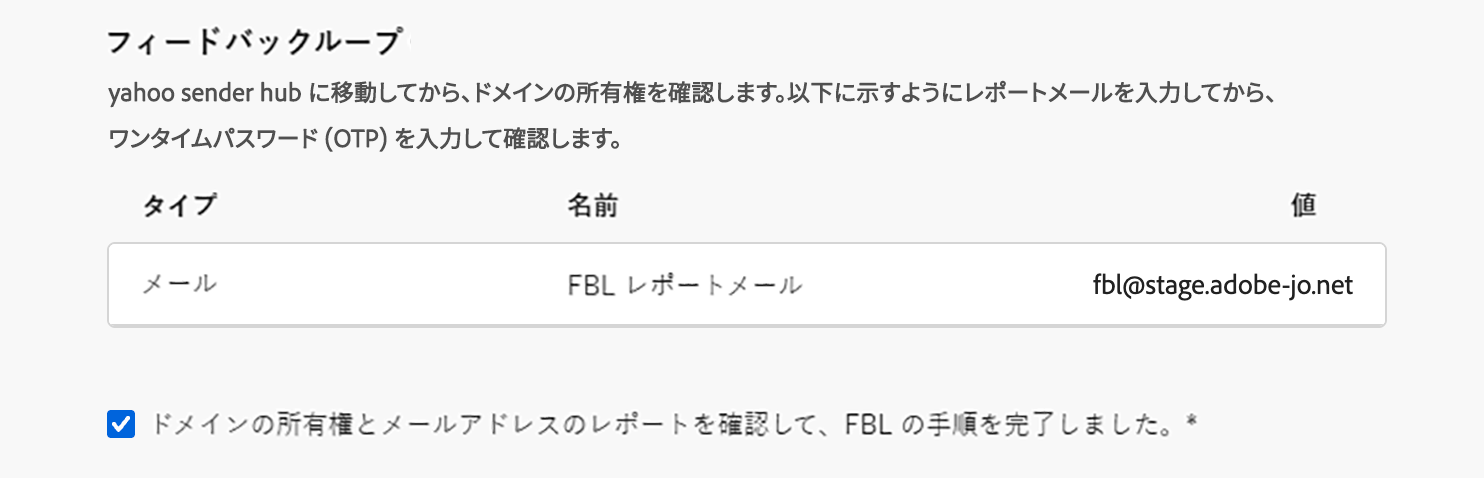 フィードバックループ
yahoo sender hub に移動してから、ドメインの所有権を確認します。以下に示すようにレポートメールを入力してから、
ワンタイムパスワード (OTP) を入力して確認します。
タイプ 名前 値
メール FBL レポートメール fbl@stage.adobe-jo.net
ドメインの所有権とメールアドレスのレポートを確認して、FBL の手順を完了しました。*